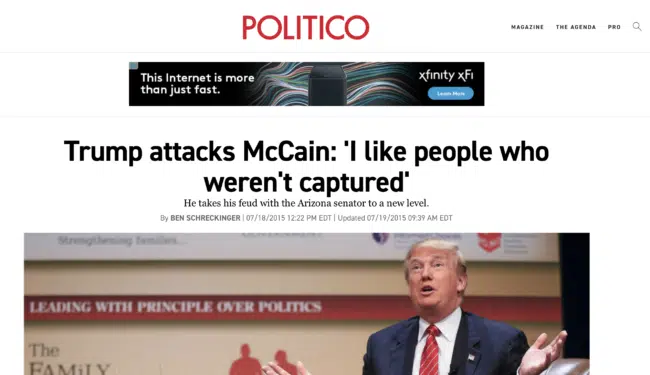 POLITICO
MAGAZINE THE AGENDA PRO
This Internet is more
than just fast.
xfinity xFi
Learn More
Trump attacks McCain: 'I like people who
weren't captured'
He takes his feud with the Arizona senator to a new level.
By BEN SCHRECKINGER | 07/18/2015 12:22 PM EDT | Updated 07/19/2015 09:39 AM EDT
Strengthening families...
LEADING WITH PRINCIPLE OVER POLITICS
The
FAMiLY